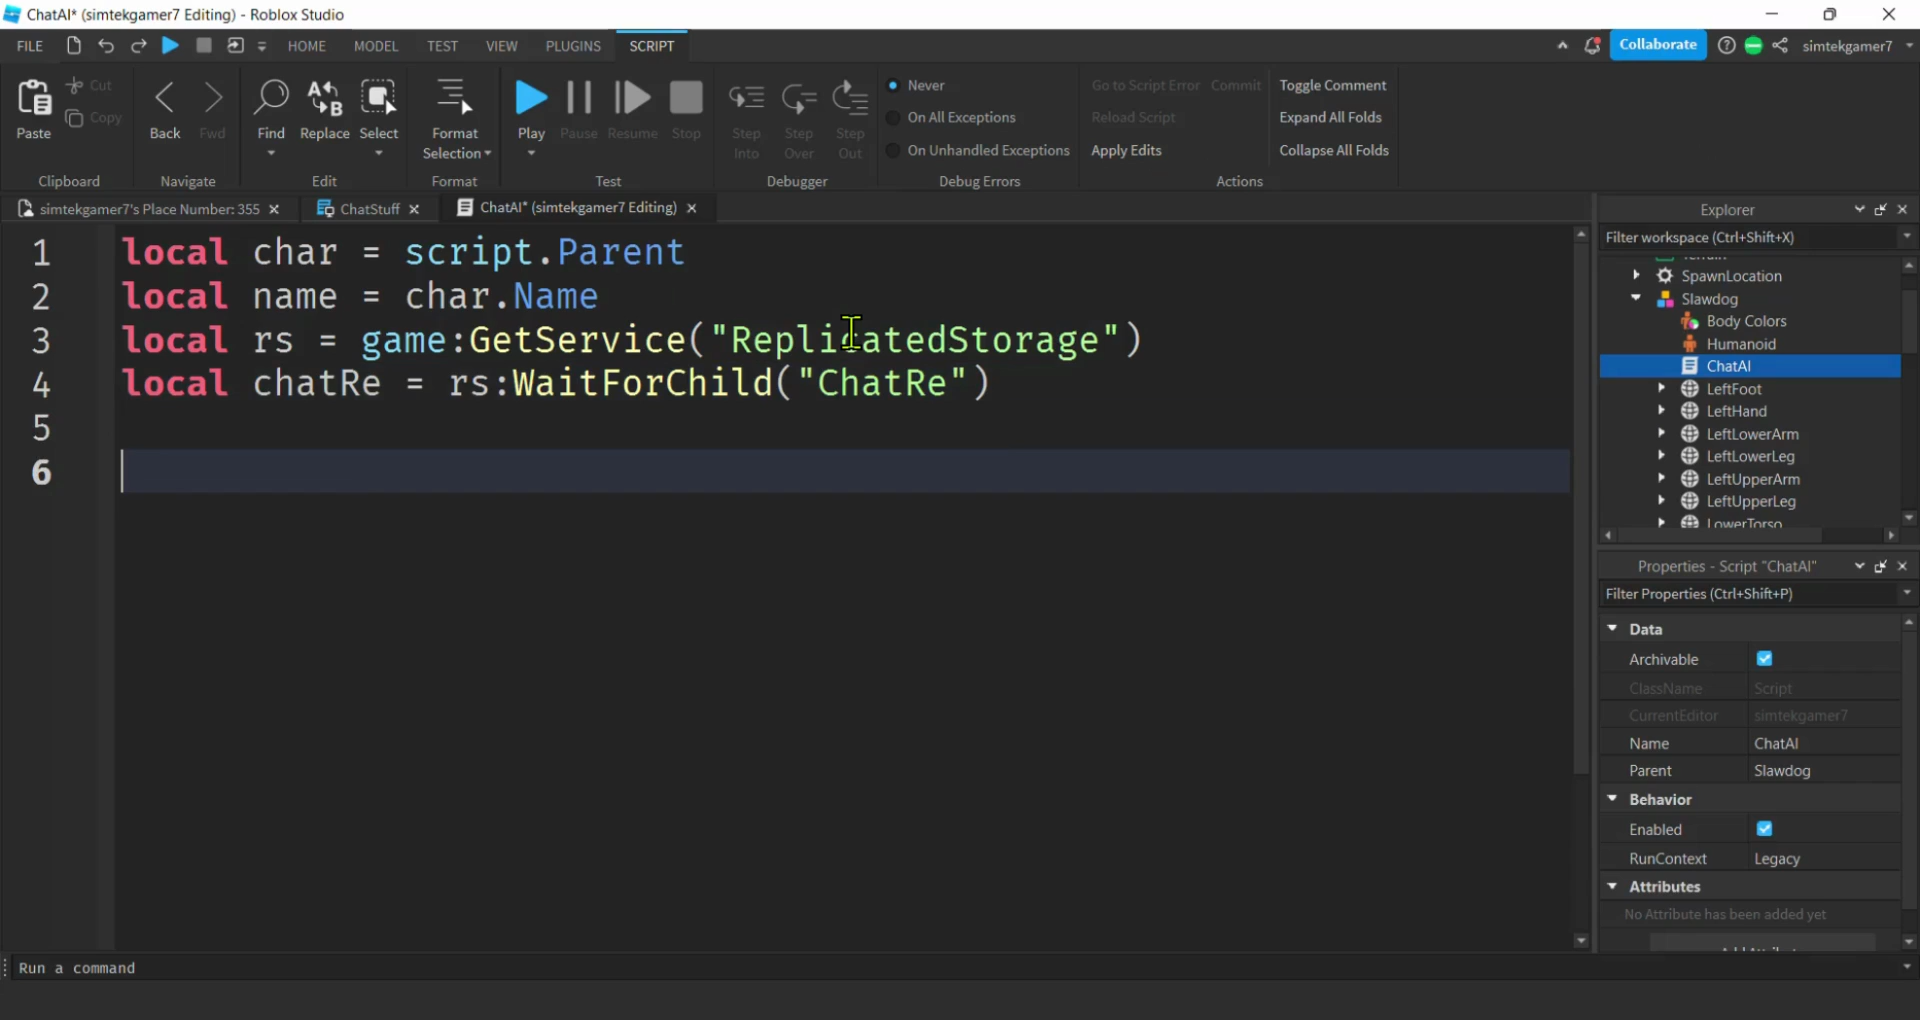 ChatAI* (simtekgamer7 Editing) - Roblox Studio
FILE HOME MODEL TEST VIEW PLUGINS SCRIPT Collaborate simtekgamer7
Paste
Cut
Copy
Clipboard
Back Fwd
Navigate
Find Replace Select
Edit
Format
Selection
Format
Play Pause Resume Stop
Test
Step
Into
Step
Over
Step
Out
Debugger
Never
On All Exceptions
On Unhandled Exceptions
Debug Errors
Go to Script Error Commit
Reload Script
Apply Edits
Toggle Comment
Expand All Folds
Collapse All Folds
Actions
simtekgamer7's Place Number: 355
ChatStuff
ChatAI* (simtekgamer7 Editing)
1 local char = script.Parent
2 local name = char.Name
3 local rs = game:GetService("ReplicatedStorage")
4 local chatRe = rs:WaitForChild("ChatRe")
5
6
Explorer
Filter workspace (Ctrl+Shift+X)
Terrain
SpawnLocation
Slawdog
Body Colors
Humanoid
ChatAI
LeftFoot
LeftHand
LeftLowerArm
LeftLowerLeg
LeftUpperArm
LeftUpperLeg
LowerTorso
Properties - Script "ChatAI"
Filter Properties (Ctrl+Shift+P)
Data
Archivable
ClassName Script
CurrentEditor simtekgamer7
Name ChatAI
Parent Slawdog
Behavior
Enabled
RunContext Legacy
Attributes
No Attribute has been added yet
Run a command